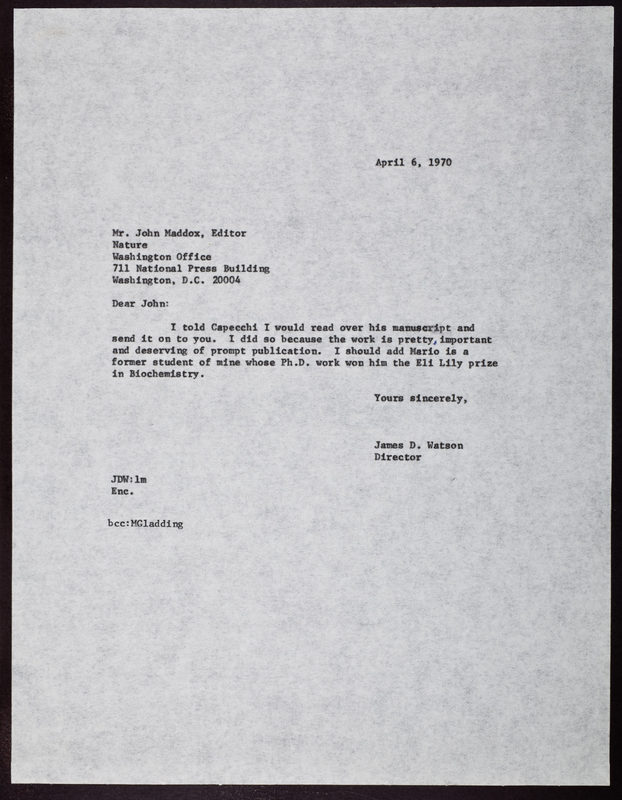 April 6, 1970
Mr. John Maddox, Editor
Nature
Washington Office
711 National Press Building
Washington, D.C. 20004
Dear John:
I told Capecchi I would read over his manuscript and
send it on to you. I did so because the work is pretty, important
and deserving of prompt publication. I should add Mario is a
former student of mine whose Ph.D. work won him the Eli Lily prize
in Biochemistry.
Yours sincerely,
James D. Watson
Director
JDW:lm
Enc.
bcc:MGladding